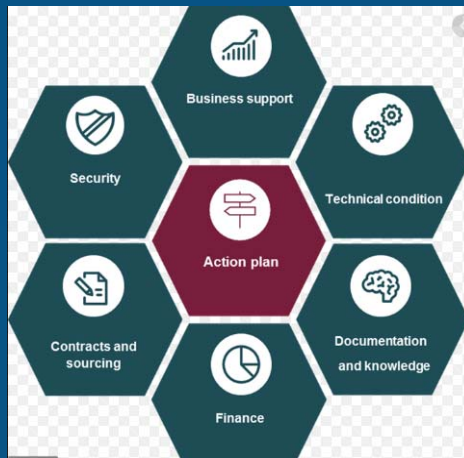 Business support
Security
Technical condition
Action plan
Contracts and
sourcing
Documentation
and knowledge
Finance